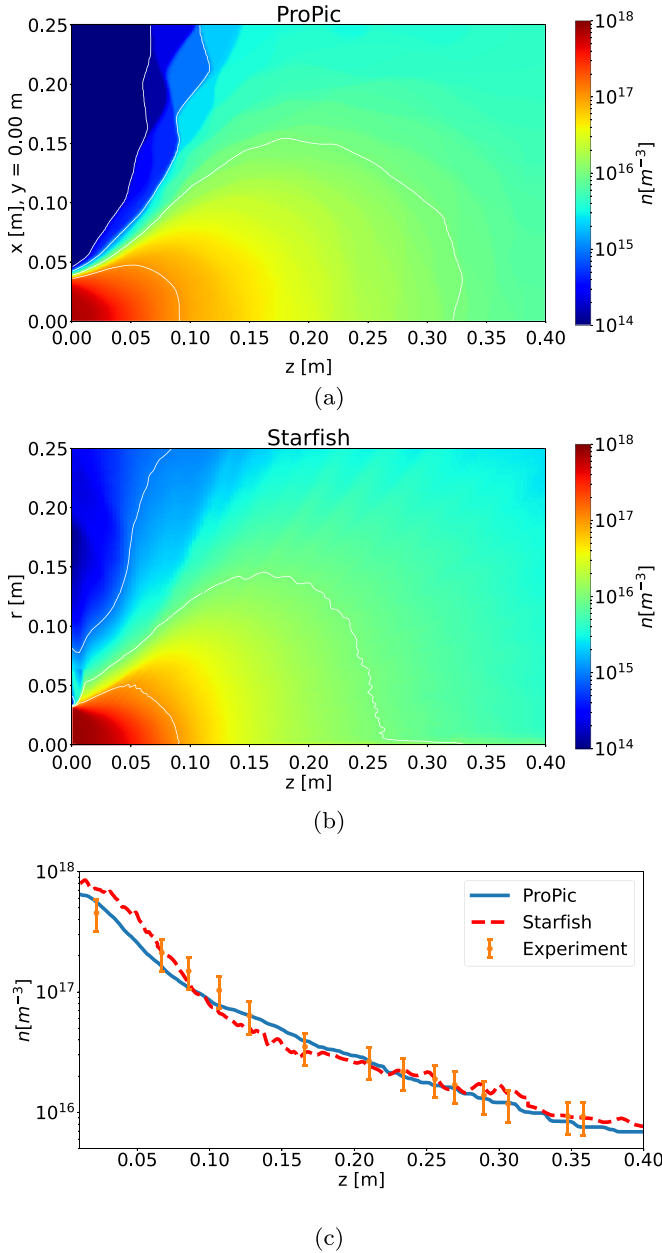 ProPic
x [m], y = 0.00 m
0.25
0.20
0.15
0.10
0.05
0.00
0.00 0.05 0.10 0.15 0.20 0.25 0.30 0.35 0.40
z [m]
10^18
10^17
10^16
10^15
10^14
n[m^−3]
(a)
Starfish
r [m]
0.25
0.20
0.15
0.10
0.05
0.00
0.00 0.05 0.10 0.15 0.20 0.25 0.30 0.35 0.40
z [m]
10^18
10^17
10^16
10^15
10^14
n[m^−3]
(b)
n[m^−3]
10^18
10^17
10^16
ProPic
Starfish
Experiment
0.05 0.10 0.15 0.20 0.25 0.30 0.35 0.40
z [m]
(c)